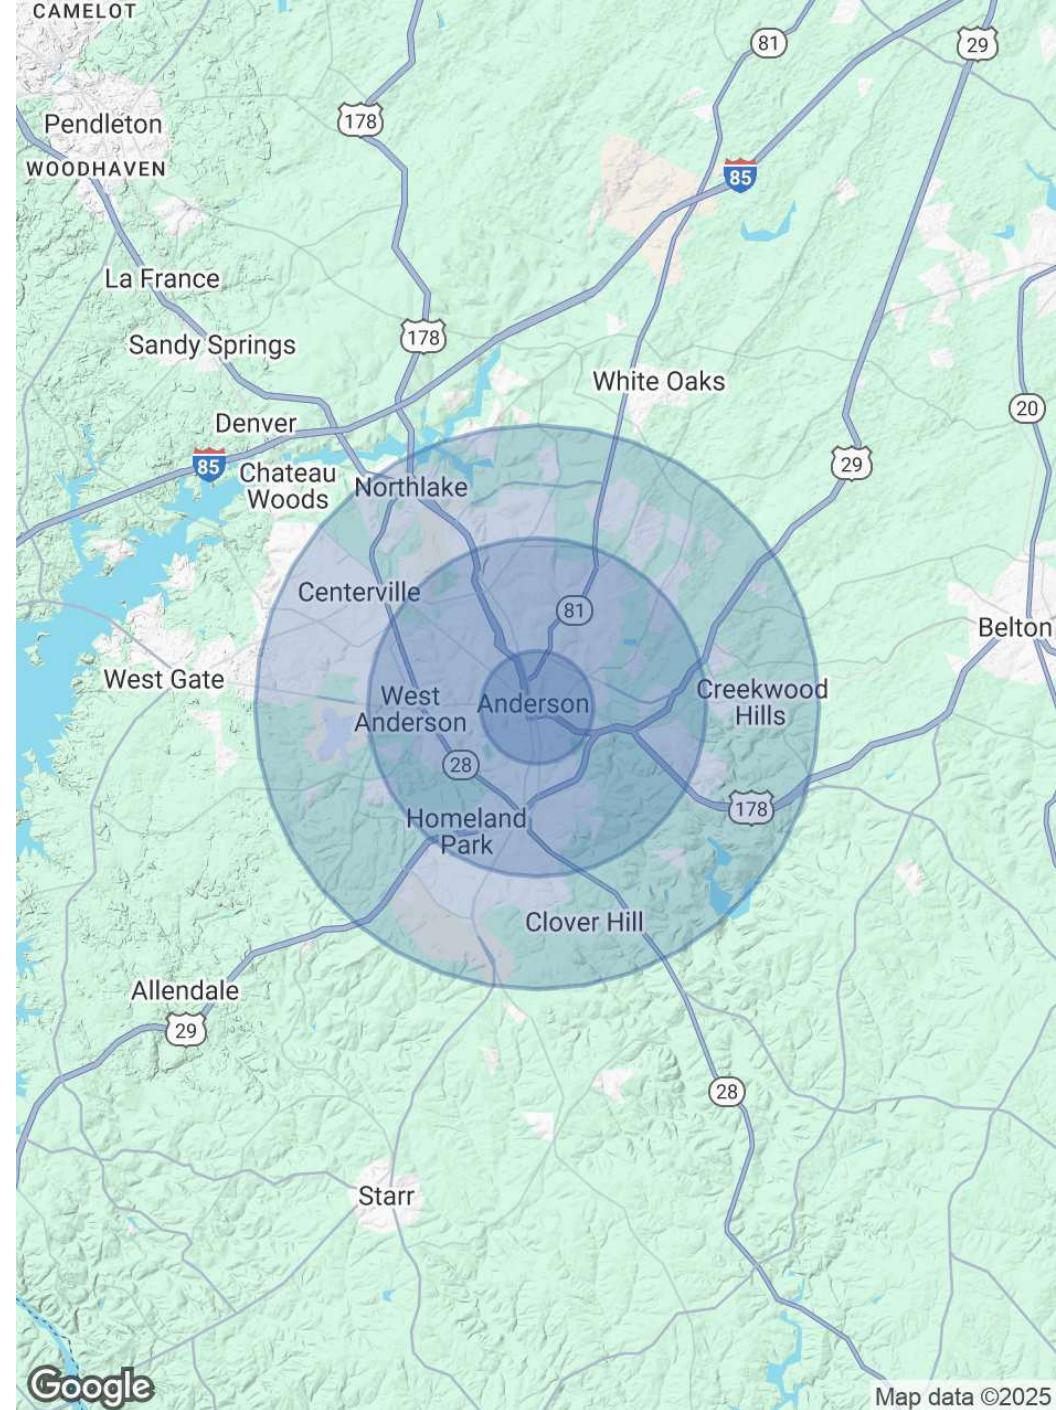 CAMELOT
81
29
178
Pendleton
WOODHAVEN
85
La France
178
Sandy Springs
White Oaks
20
Denver
85
Chateau
Woods
29
Northlake
Centerville
81
Belton
West Gate
West
Anderson
Anderson
Creekwood
Hills
28
178
Homeland
Park
Clover Hill
Allendale
29
28
Starr
Google
Map data ©2025